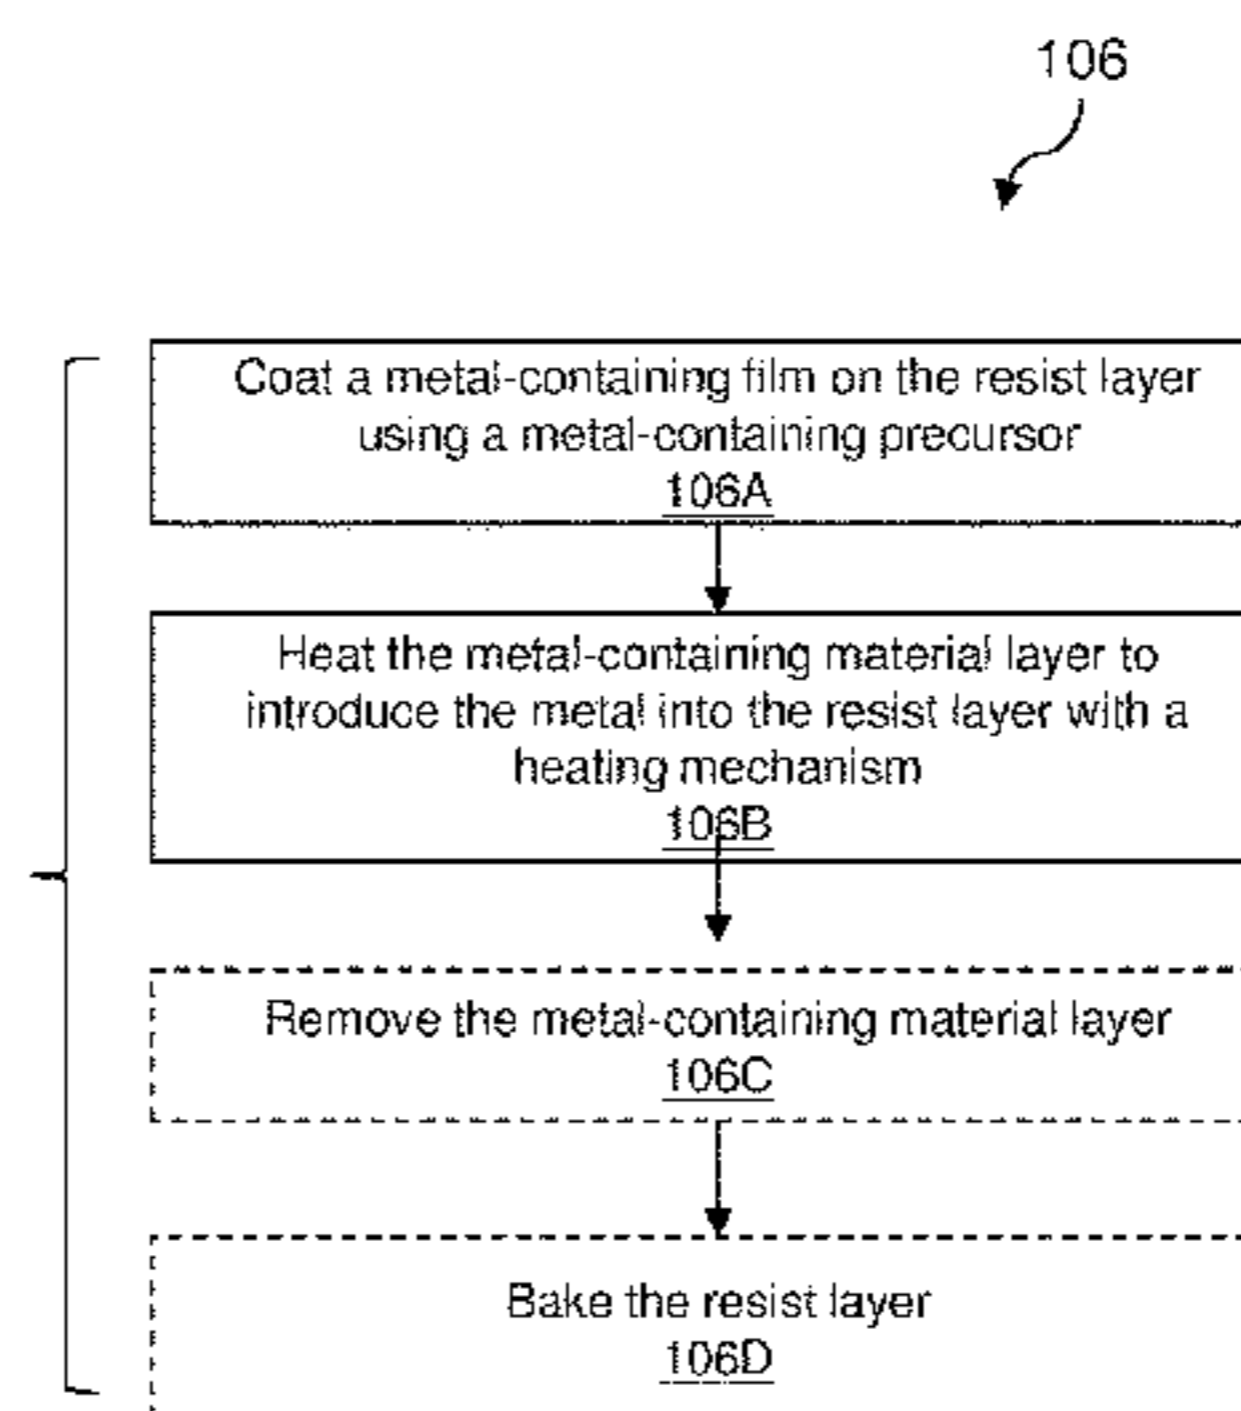 106
Coat a metal-containing film on the resist layer
using a metal-containing precursor
106A
Heat the metal-containing material layer to
introduce the metal into the resist layer with a
heating mechanism
106B
Remove the metal-containing material layer
106C
Bake the resist layer
106D